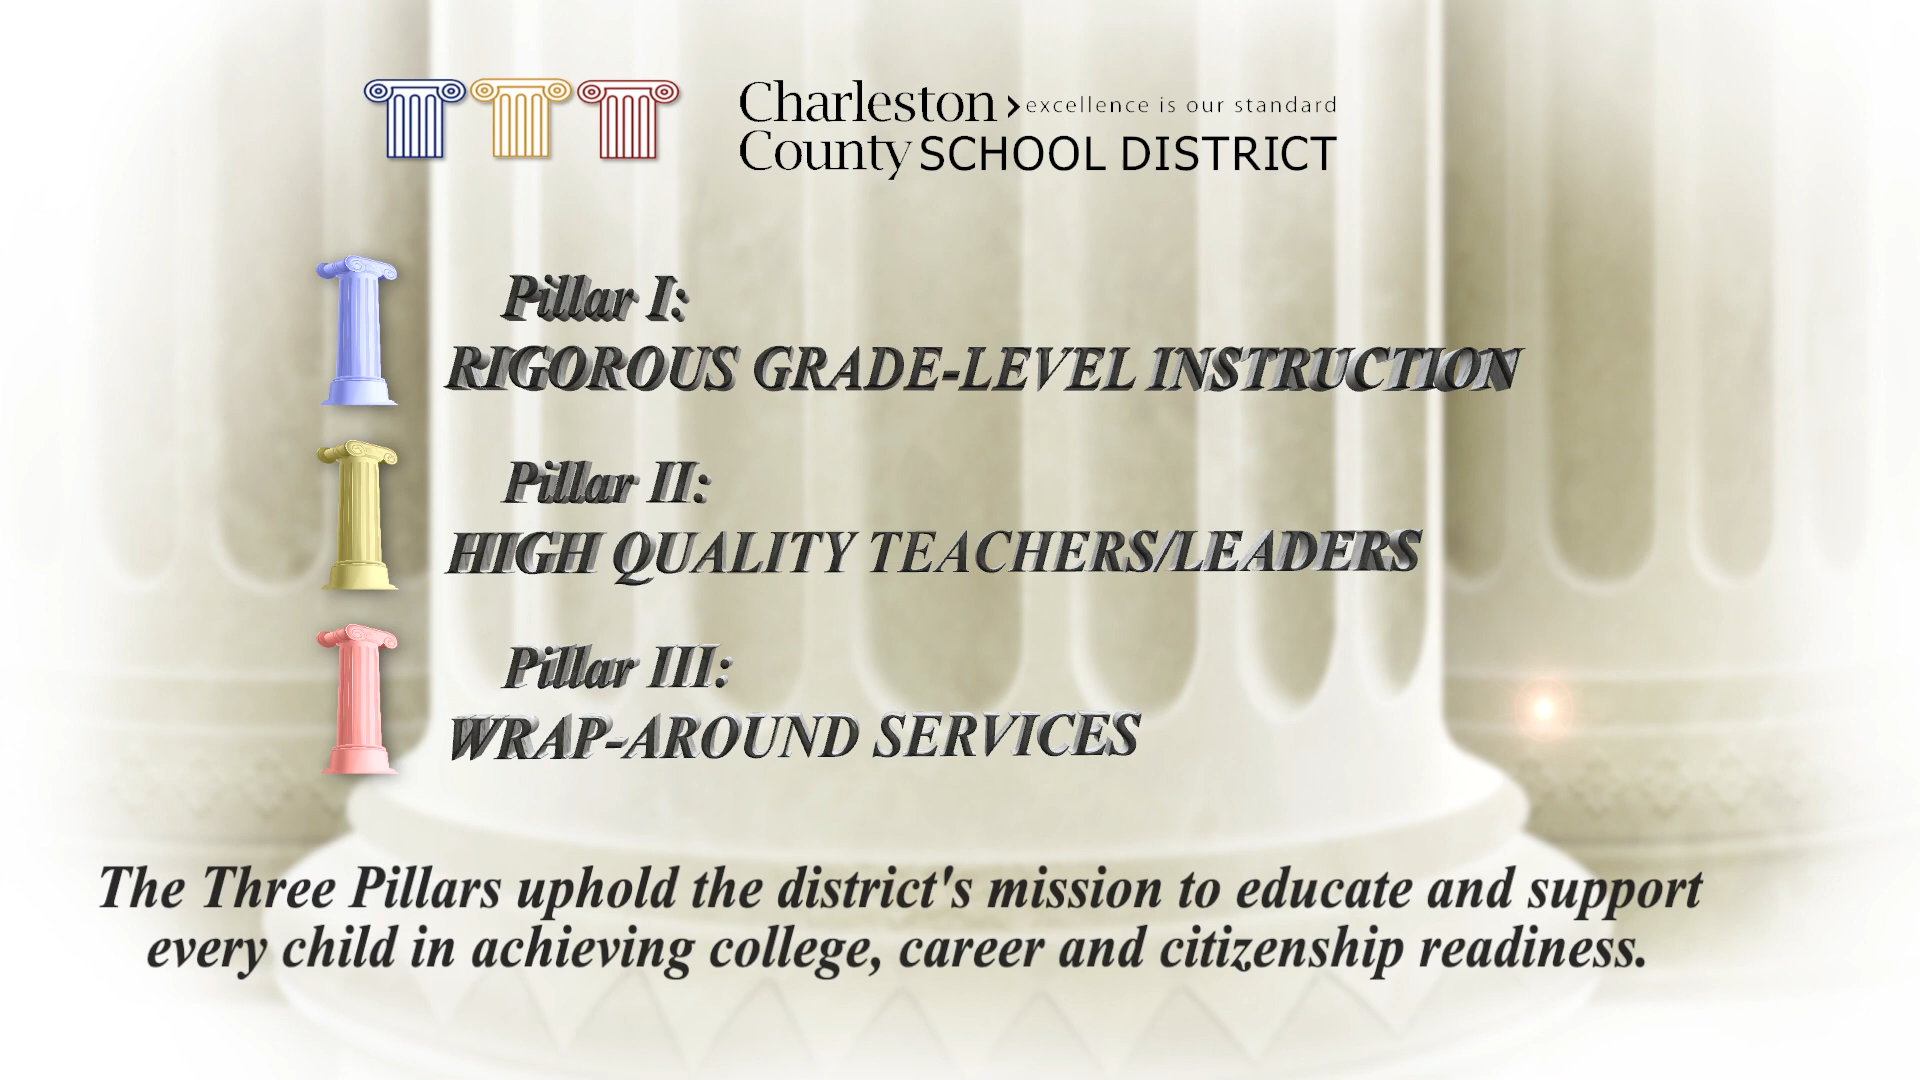 Charleston > excellence is our standard
County SCHOOL DISTRICT
Pillar I:
RIGOROUS GRADE-LEVEL INSTRUCTION
Pillar II:
HIGH QUALITY TEACHERS/LEADERS
Pillar III:
WRAP-AROUND SERVICES
The Three Pillars uphold the district's mission to educate and support
every child in achieving college, career and citizenship readiness.